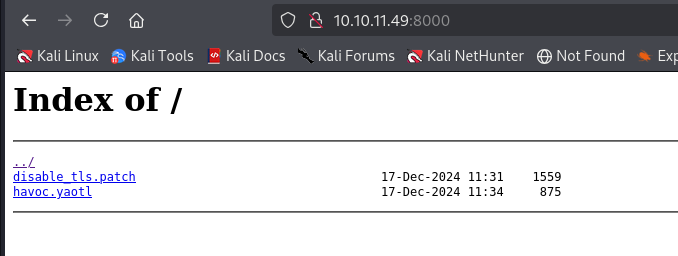 10.10.11.49:8000
Kali Linux Kali Tools Kali Docs Kali Forums Kali NetHunter Not Found Exp
Index of /
../
disable_tls.patch 17-Dec-2024 11:31 1559
havoc.yaotl 17-Dec-2024 11:34 875